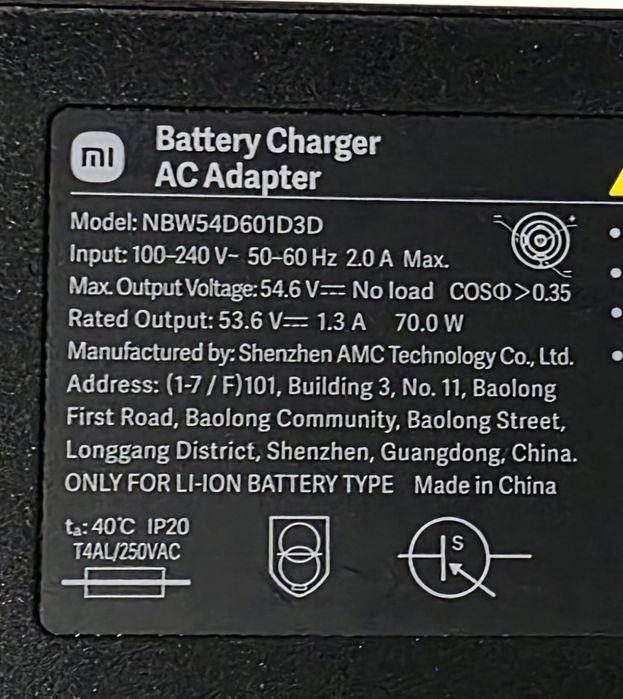 mi
Battery Charger
AC Adapter
Model: NBW54D601D3D
Input: 100–240 V~ 50–60 Hz 2.0 A Max.
Max. Output Voltage: 54.6 V⎓ No load COSΦ>0.35
Rated Output: 53.6 V⎓ 1.3 A 70.0 W
Manufactured by: Shenzhen AMC Technology Co., Ltd.
Address: (1-7 / F)101, Building 3, No. 11, Baolong
First Road, Baolong Community, Baolong Street,
Longgang District, Shenzhen, Guangdong, China.
ONLY FOR LI-ION BATTERY TYPE Made in China
ta: 40℃ IP20
T4AL/250VAC
S